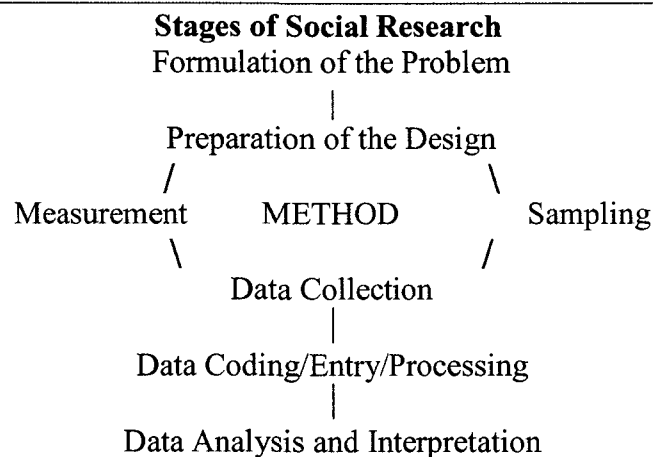 Stages of Social Research
Formulation of the Problem
Preparation of the Design
Measurement METHOD Sampling
Data Collection
Data Coding/Entry/Processing
Data Analysis and Interpretation